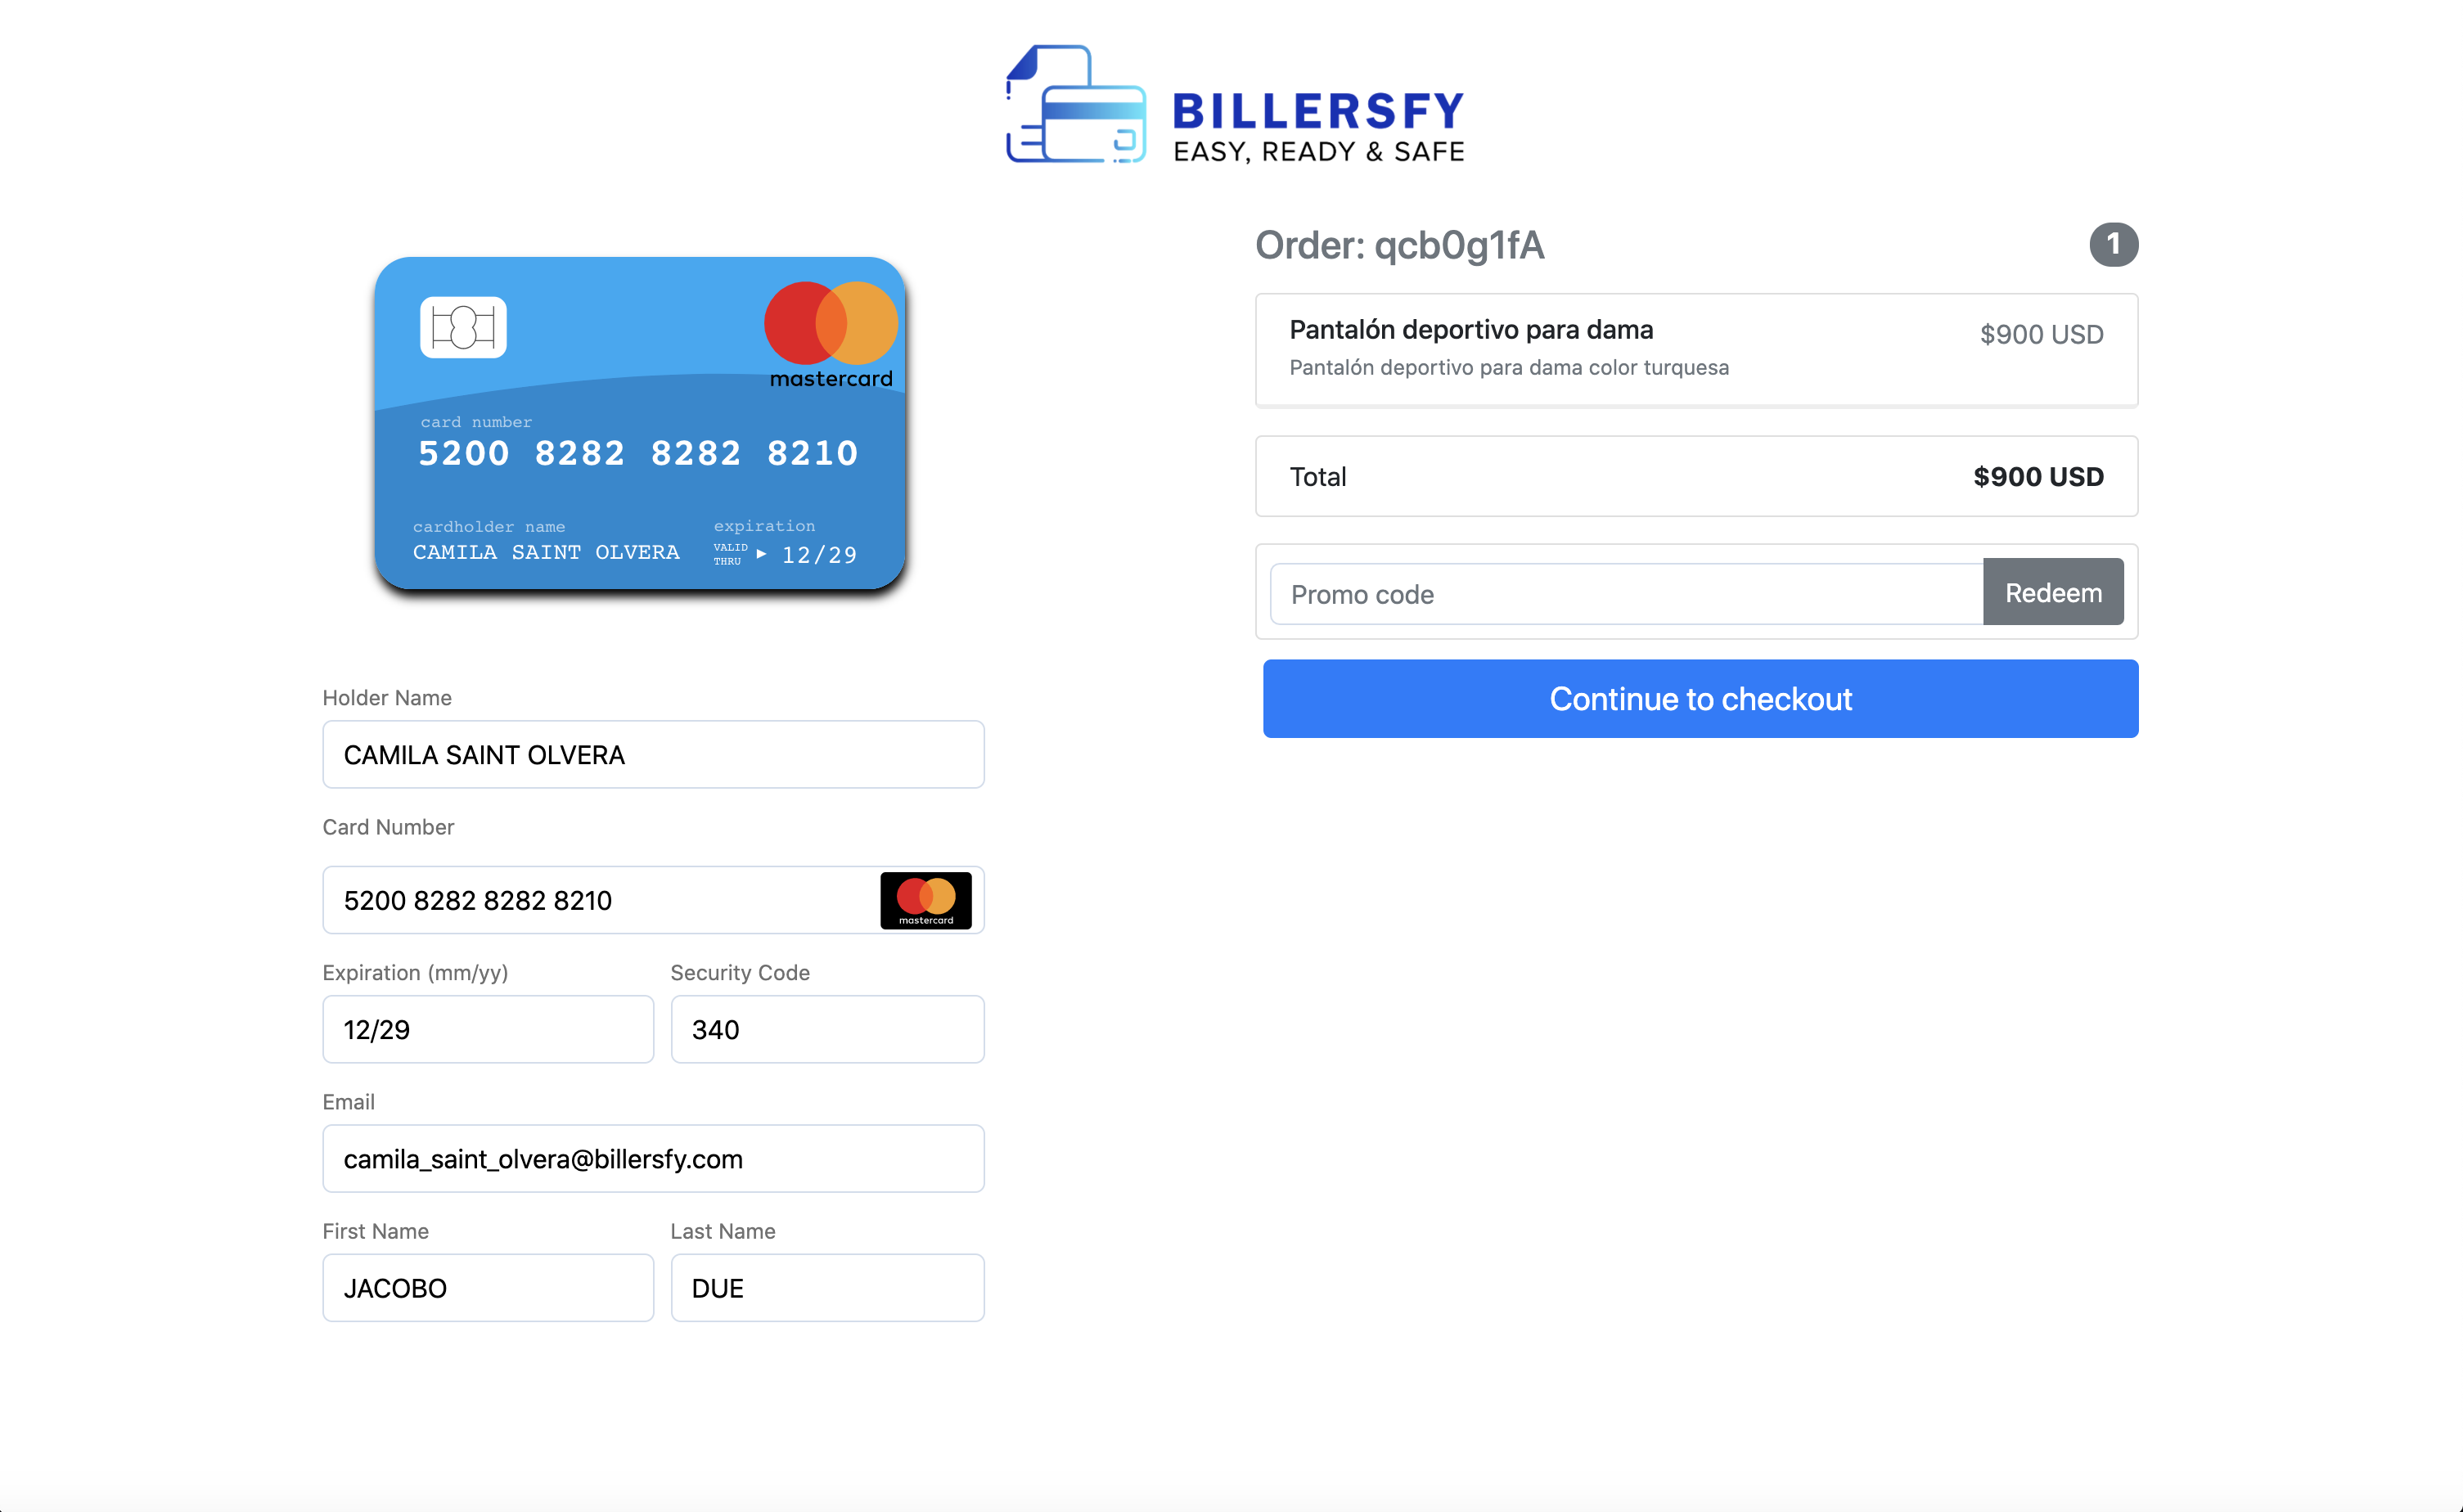 BILLERSFY
EASY, READY & SAFE
mastercard
card number
5200 8282 8282 8210
cardholder name
expiration
CAMILA SAINT OLVERA
VALID
THRU
12/29
Holder Name
CAMILA SAINT OLVERA
Card Number
5200 8282 8282 8210
mastercard
Expiration (mm/yy)
Security Code
12/29
340
Email
camila_saint_olvera@billersfy.com
First Name
Last Name
JACOBO
DUE
Order: qcb0g1fA
1
Pantalón deportivo para dama
$900 USD
Pantalón deportivo para dama color turquesa
Total
$900 USD
Promo code
Redeem
Continue to checkout